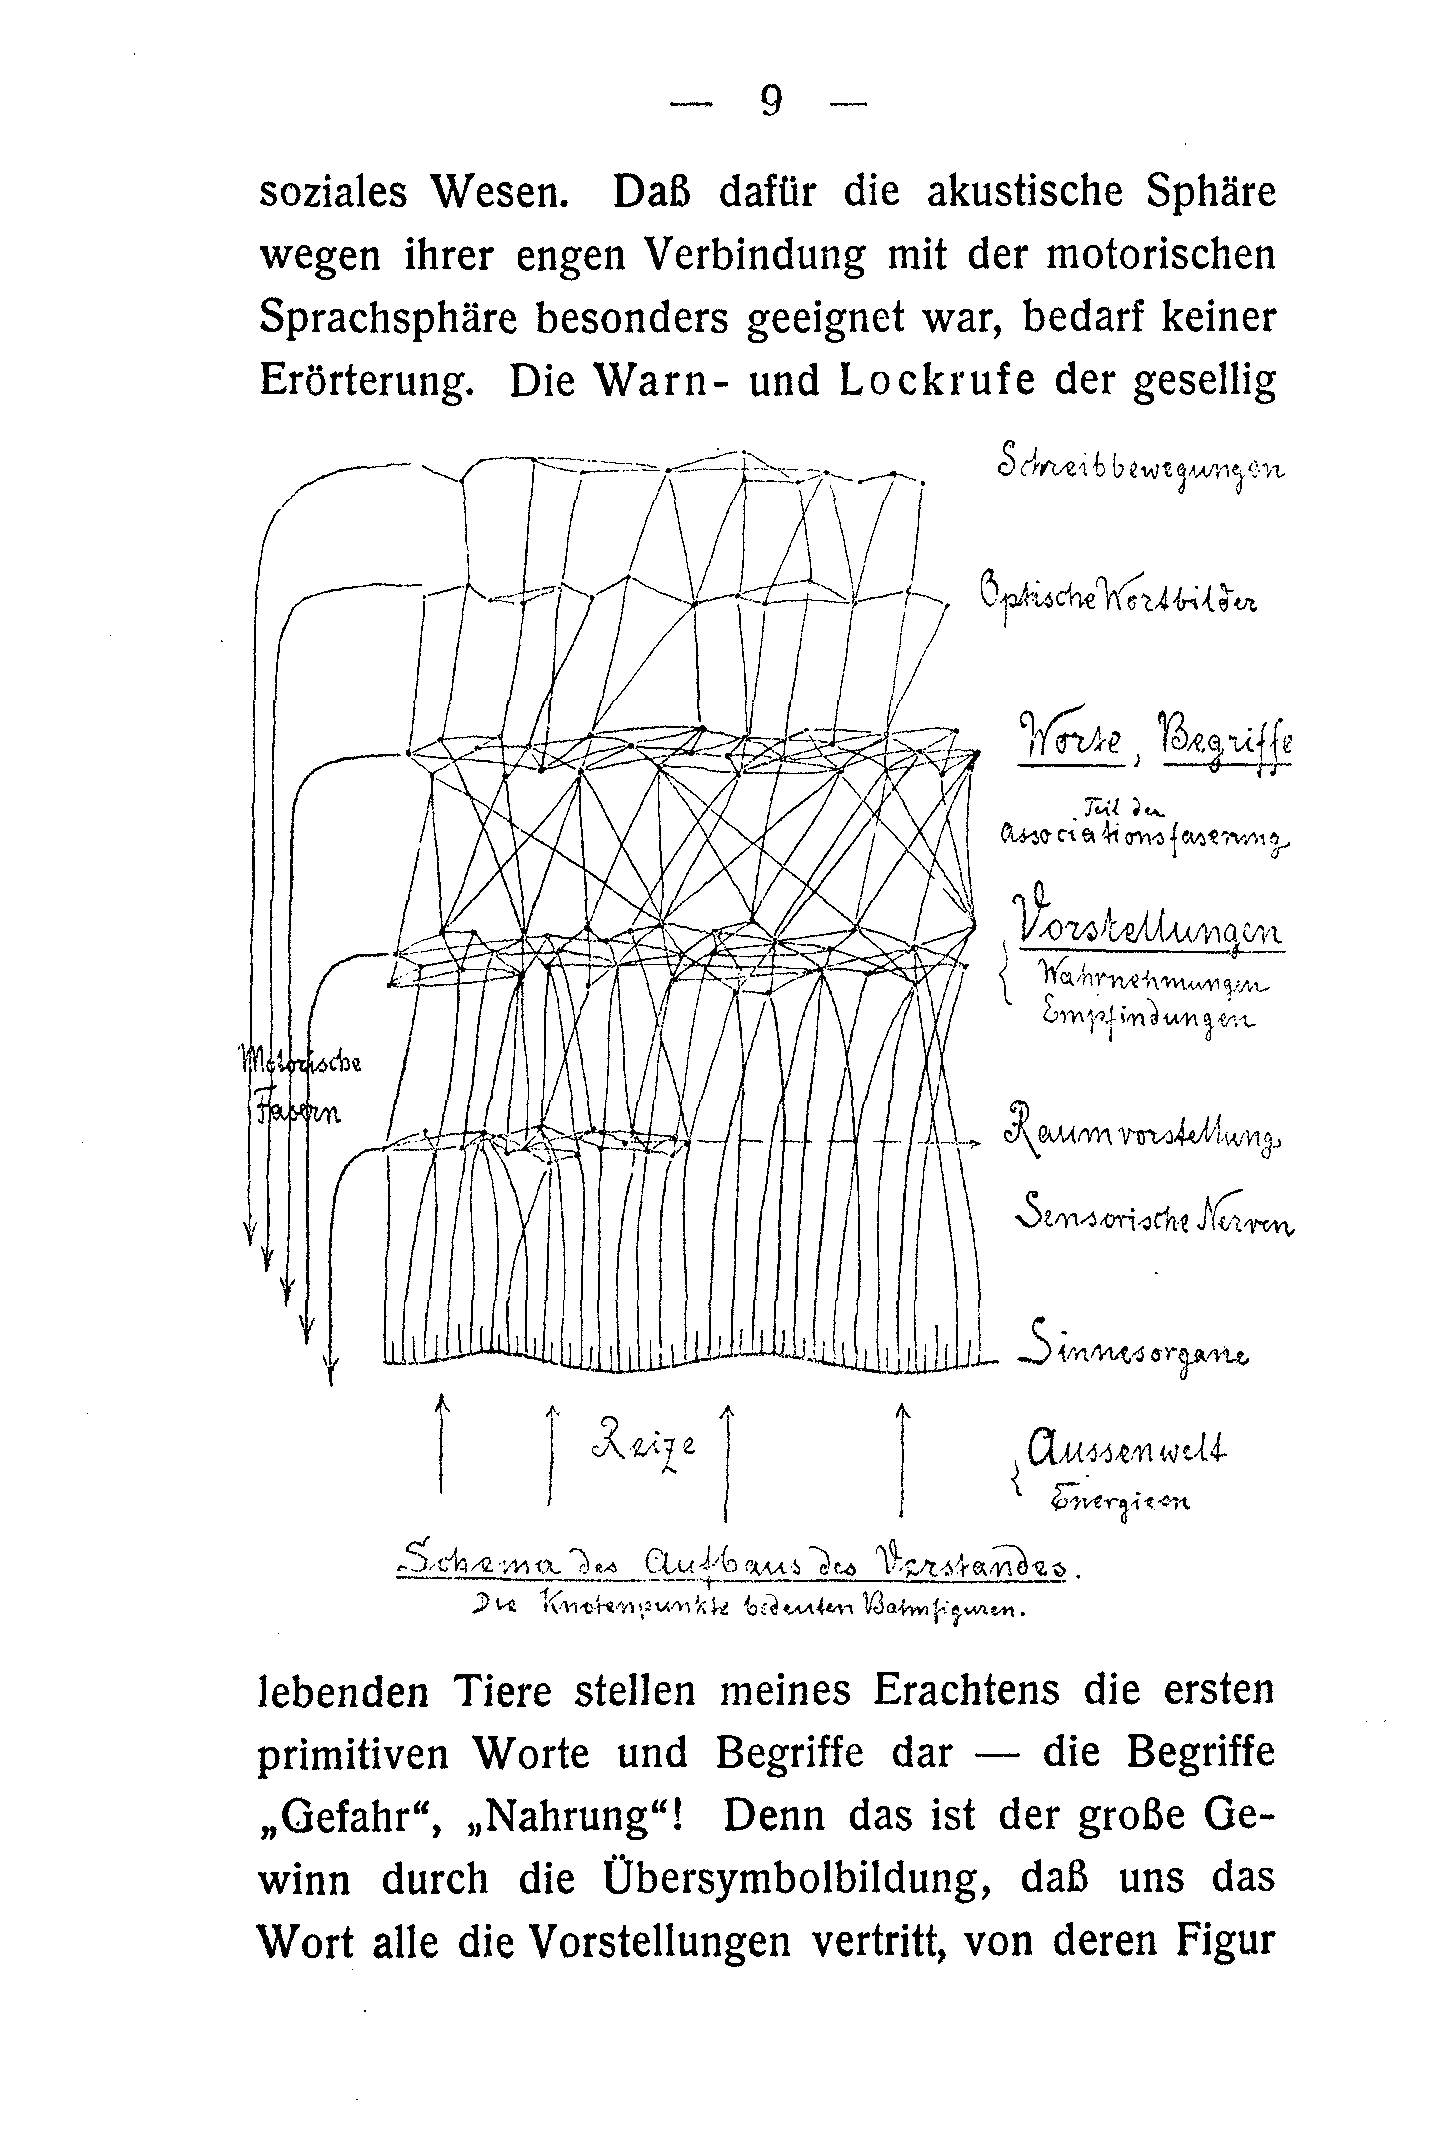 — 9 —
soziales Wesen. Daß dafür die akustische Sphäre
wegen ihrer engen Verbindung mit der motorischen
Sprachsphäre besonders geeignet war, bedarf keiner
Erörterung. Die Warn- und Lockrufe der gesellig
Schreibbewegungen
Optische Wortbilder
Worte, Begriffe
Teil der
Associationsfaserung
Vorstellungen
Wahrnehmungen
Empfindungen
Motorische
Fasern
Raumvorstellung
Sensorische Nerven
Sinnesorgane
Reize
Aussenwelt
Energieen
Schema des Aufbaus des Verstandes.
Die Knotenpunkte bedeuten Bahnfiguren.
lebenden Tiere stellen meines Erachtens die ersten
primitiven Worte und Begriffe dar — die Begriffe
„Gefahr“, „Nahrung“! Denn das ist der große Ge-
winn durch die Übersymbolbildung, daß uns das
Wort alle die Vorstellungen vertritt, von deren Figur